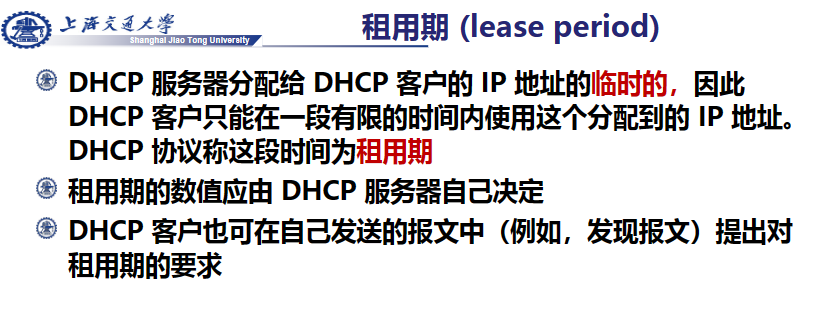 上海交通大学
Shanghai Jiao Tong University
租用期 (lease period)
DHCP 服务器分配给 DHCP 客户的 IP 地址的临时的，因此
DHCP 客户只能在一段有限的时间内使用这个分配到的 IP 地址。
DHCP 协议称这段时间为租用期
租用期的数值应由 DHCP 服务器自己决定
DHCP 客户也可在自己发送的报文中（例如，发现报文）提出对
租用期的要求